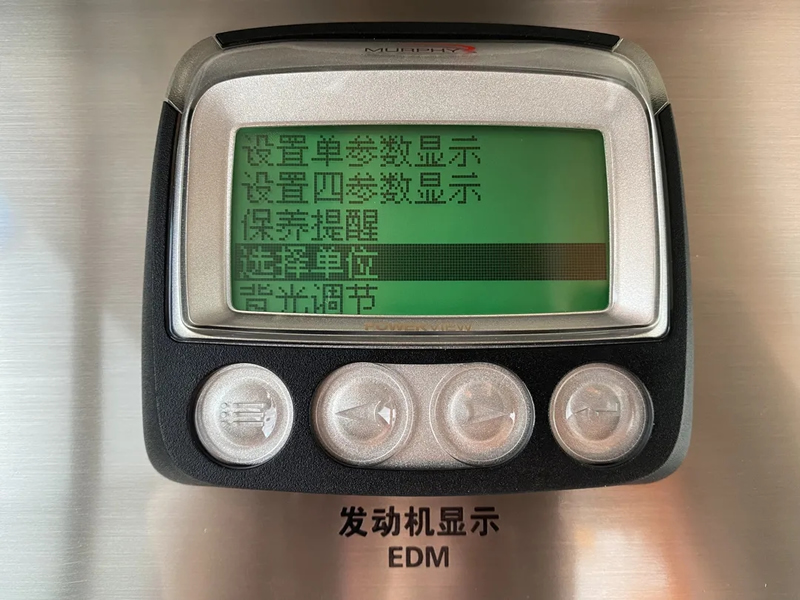 MURPHY
设置单参数显示
设置四参数显示
保养提醒
选择单位
背光调节
POWERVIEW
发动机显示
EDM